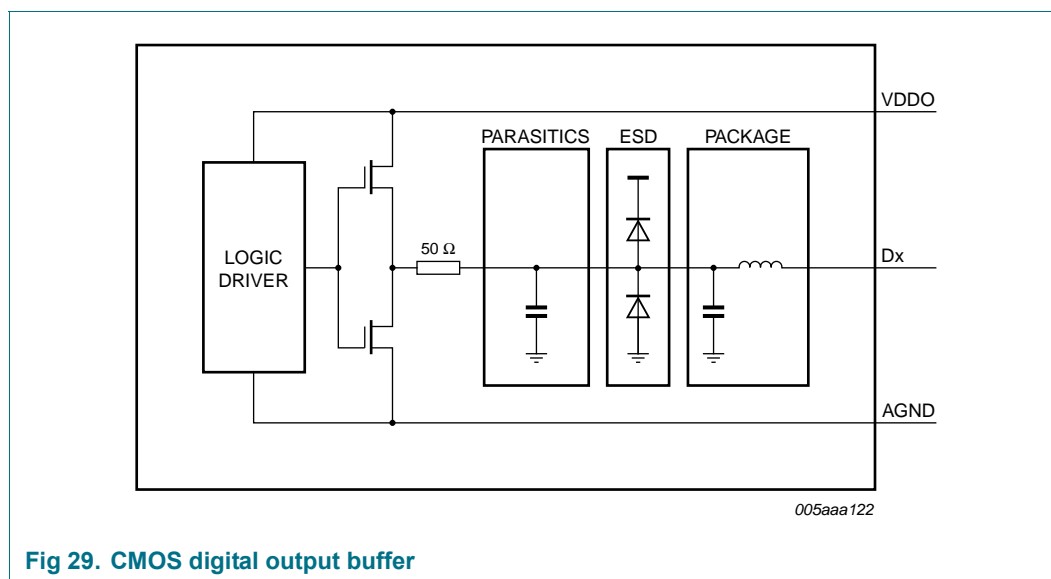 VDDO
PARASITICS ESD PACKAGE
50 Ω
LOGIC
DRIVER
Dx
AGND
005aaa122
Fig 29. CMOS digital output buffer